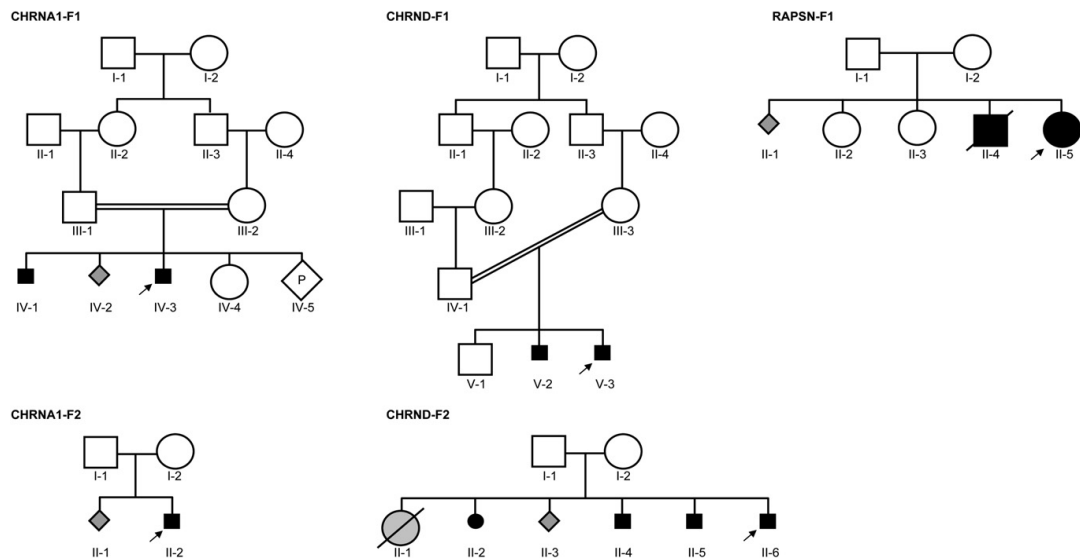 CHRNA1-F1
I-1 I-2
II-1 II-2 II-3 II-4
III-1 III-2
P
IV-1 IV-2 IV-3 IV-4 IV-5
CHRND-F1
I-1 I-2
II-1 II-2 II-3 II-4
III-1 III-2 III-3
IV-1
V-1 V-2 V-3
RAPSN-F1
I-1 I-2
II-1 II-2 II-3 II-4 II-5
CHRNA1-F2
I-1 I-2
II-1 II-2
CHRND-F2
I-1 I-2
II-1 II-2 II-3 II-4 II-5 II-6